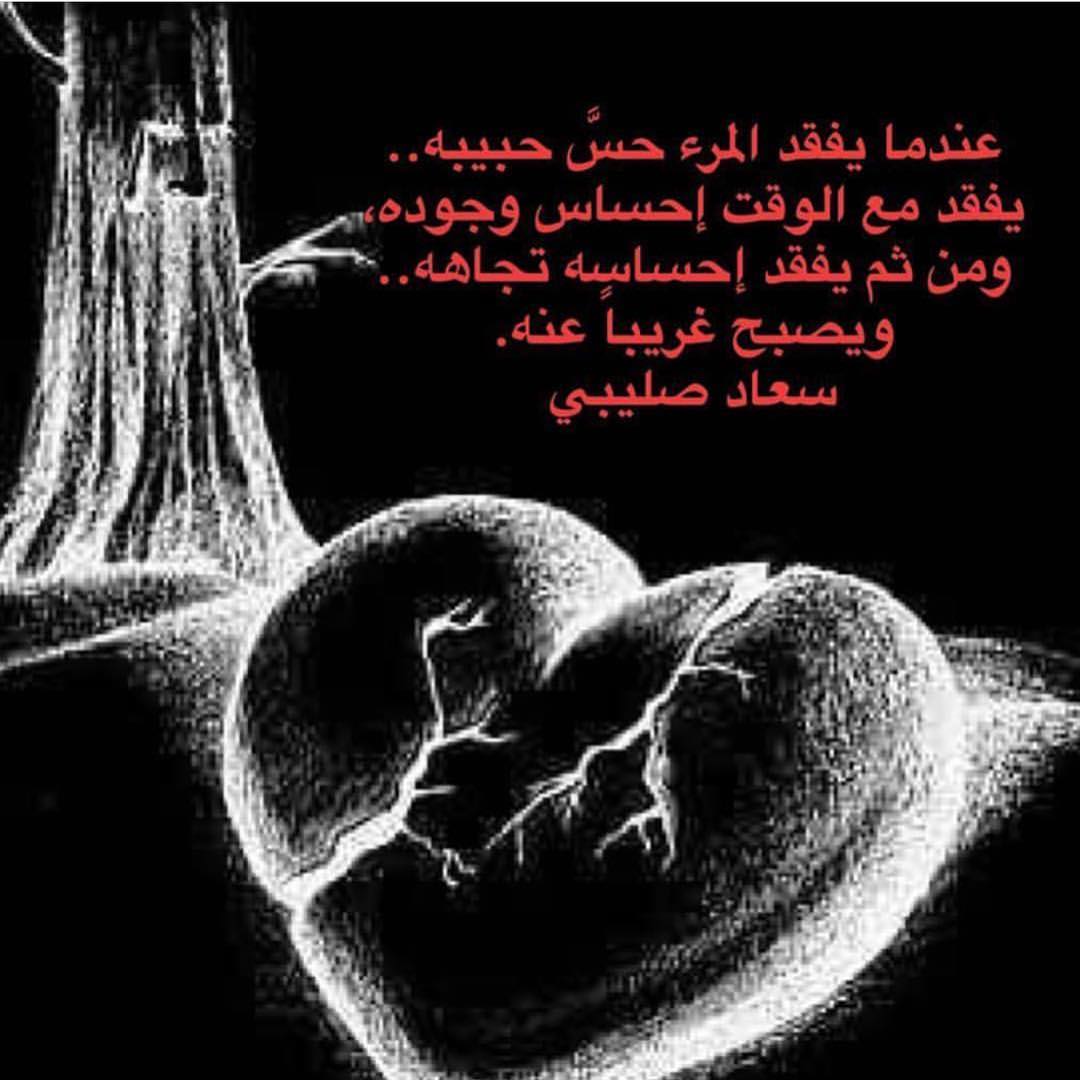 عندما يفقد المرء حسَّ حبيبه..
يفقد مع الوقت إحساس وجوده،
ومن ثم يفقد إحساسه تجاهه..
ويصبح غريباً عنه.
سعاد صليبي